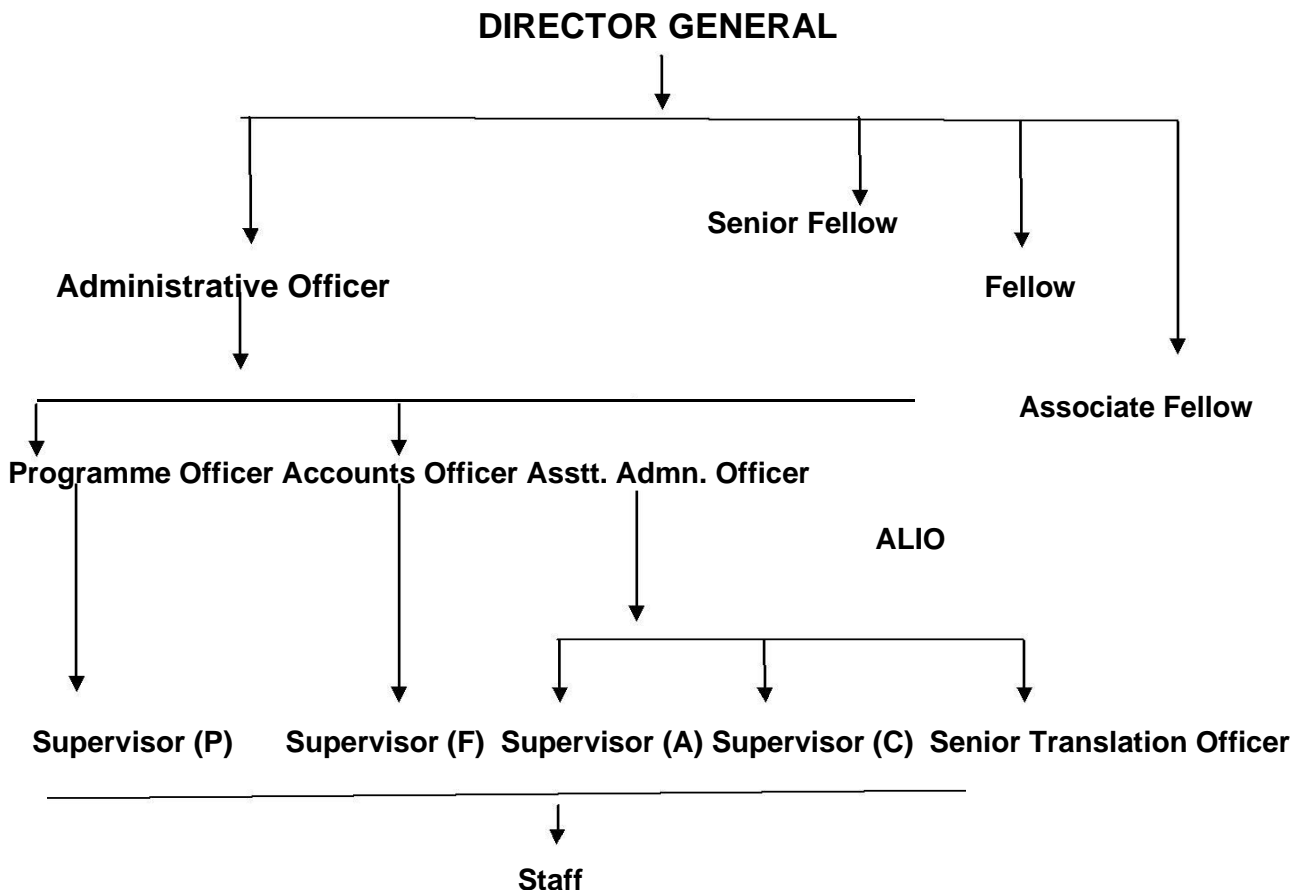 DIRECTOR GENERAL
Senior Fellow
Administrative Officer
Fellow
Associate Fellow
Programme Officer Accounts Officer Asstt. Admn. Officer
ALIO
Supervisor (P) Supervisor (F) Supervisor (A) Supervisor (C) Senior Translation Officer
Staff